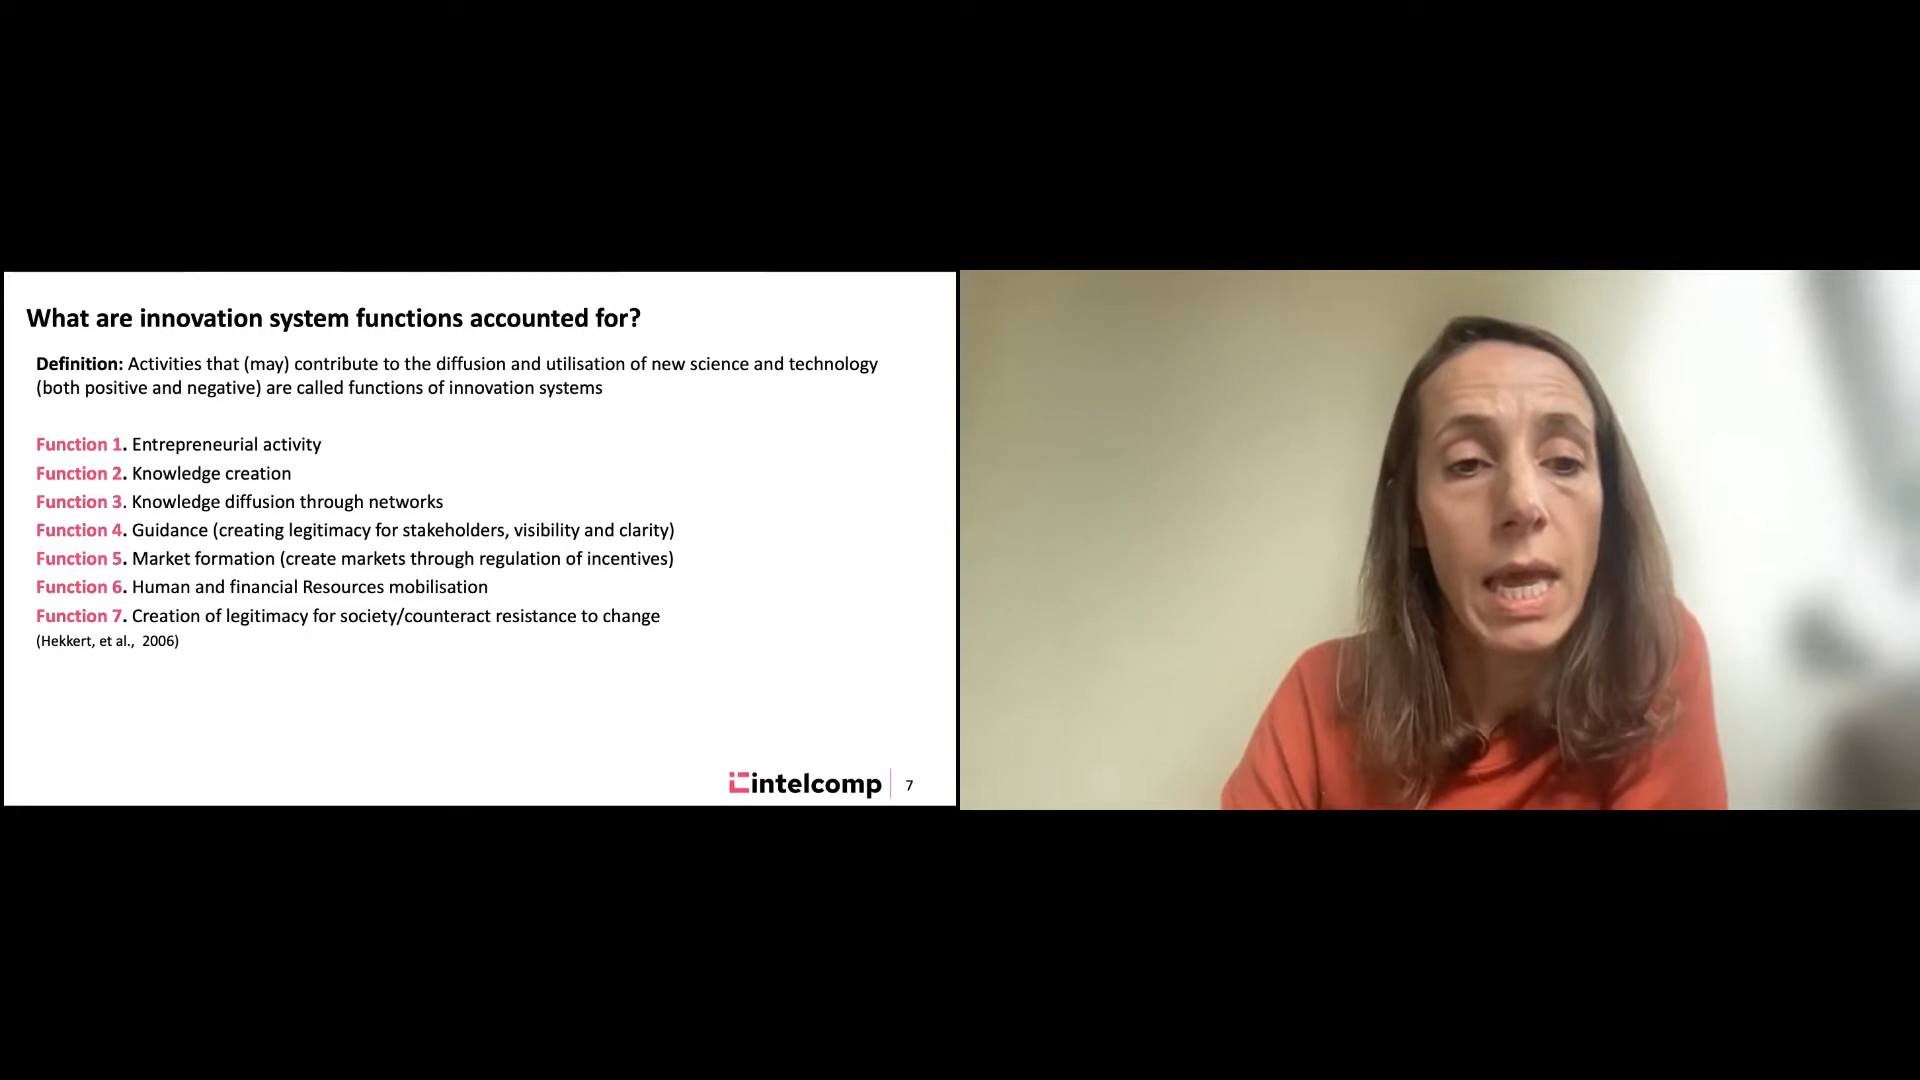 What are innovation system functions accounted for?
Definition: Activities that (may) contribute to the diffusion and utilisation of new science and technology
(both positive and negative) are called functions of innovation systems
Function 1. Entrepreneurial activity
Function 2. Knowledge creation
Function 3. Knowledge diffusion through networks
Function 4. Guidance (creating legitimacy for stakeholders, visibility and clarity)
Function 5. Market formation (create markets through regulation of incentives)
Function 6. Human and financial Resources mobilisation
Function 7. Creation of legitimacy for society/counteract resistance to change
(Hekkert, et al., 2006)
intelcomp 7